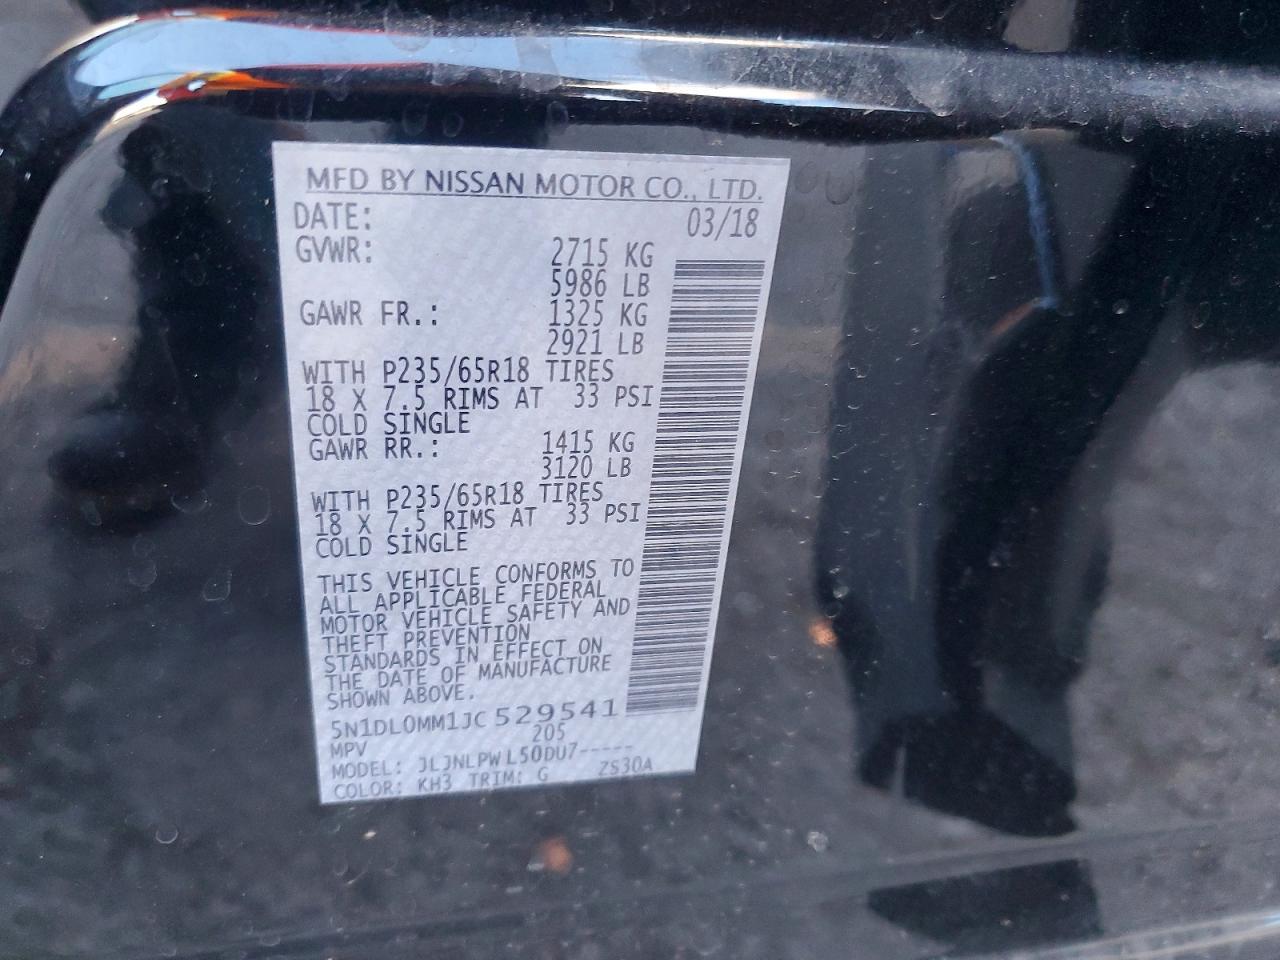 MFD BY NISSAN MOTOR CO., LTD.
DATE: 03/18
GVWR: 2715 KG
5986 LB
GAWR FR.: 1325 KG
2921 LB
WITH P235/65R18 TIRES
18 X 7.5 RIMS AT 33 PSI
COLD SINGLE
GAWR RR.: 1415 KG
3120 LB
WITH P235/65R18 TIRES
18 X 7.5 RIMS AT 33 PSI
COLD SINGLE
THIS VEHICLE CONFORMS TO
ALL APPLICABLE FEDERAL
MOTOR VEHICLE SAFETY AND
THEFT PREVENTION
STANDARDS IN EFFECT ON
THE DATE OF MANUFACTURE
SHOWN ABOVE.
5N1DL0MM1JC529541
MPV 205
MODEL: JLJNLPWL50DU7-----
COLOR: KH3 TRIM: G ZS30A